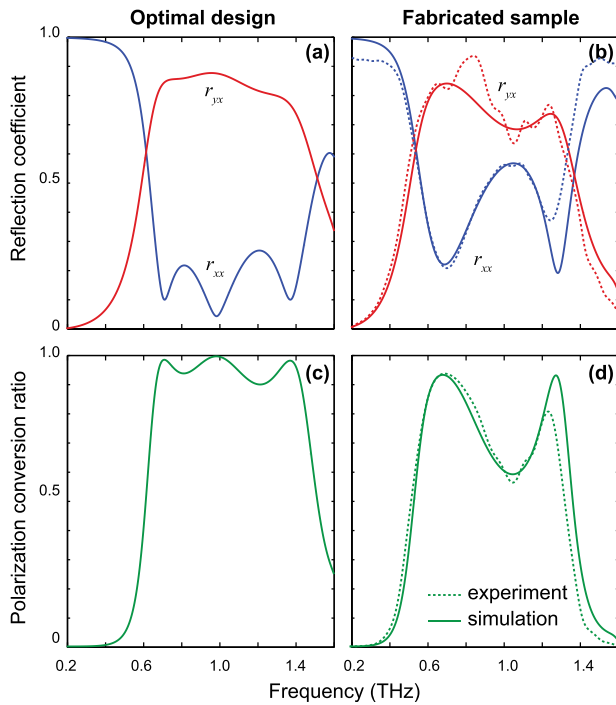 Optimal design
Fabricated sample
Reflection coefficient
1.0
0.5
0
(a)
r_yx
r_xx
(b)
r_yx
r_xx
Polarization conversion ratio
1.0
0.5
0
(c)
(d)
experiment
simulation
0.2 0.6 1.0 1.4
0.2 0.6 1.0 1.4
Frequency (THz)